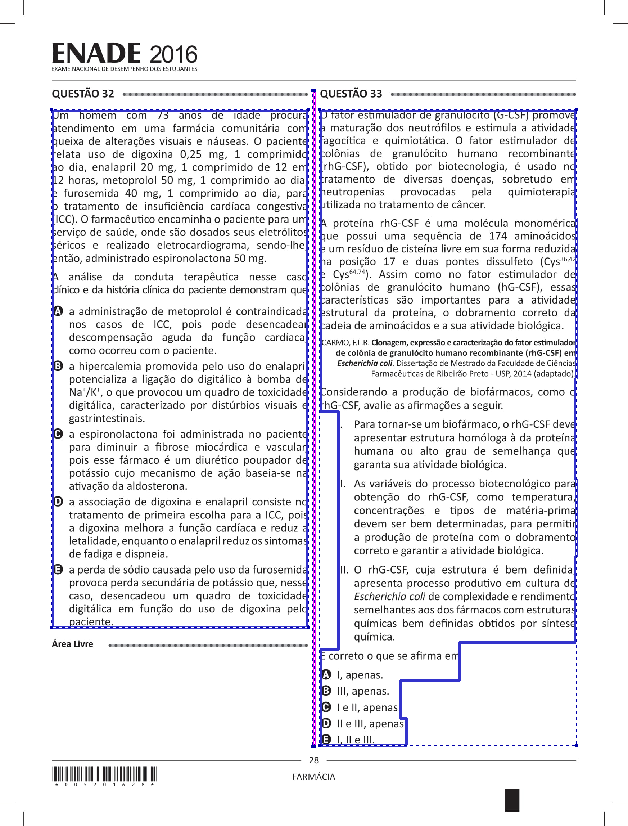 ENADE 2016
EXAME NACIONAL DE DESEMPENHO DOS ESTUDANTES
QUESTÃO 32
Um homem com 73 anos de idade procura
atendimento em uma farmácia comunitária com
queixa de alterações visuais e náuseas. O paciente
relata uso de digoxina 0,25 mg, 1 comprimido
ao dia, enalapril 20 mg, 1 comprimido de 12 em
12 horas, metoprolol 50 mg, 1 comprimido ao dia
e furosemida 40 mg, 1 comprimido ao dia, para
o tratamento de insuficiência cardíaca congestiva
(ICC). O farmacêutico encaminha o paciente para um
serviço de saúde, onde são dosados seus eletrólitos
séricos e realizado eletrocardiograma, sendo-lhe,
então, administrado espironolactona 50 mg.
A análise da conduta terapêutica nesse caso
clínico e da história clínica do paciente demonstram que
A a administração de metoprolol é contraindicada
nos casos de ICC, pois pode desencadear
descompensação aguda da função cardíaca,
como ocorreu com o paciente.
B a hipercalemia promovida pelo uso do enalapril
potencializa a ligação do digitálico à bomba de
Na⁺/K⁺, o que provocou um quadro de toxicidade
digitálica, caracterizado por distúrbios visuais e
gastrintestinais.
C a espironolactona foi administrada no paciente
para diminuir a fibrose miocárdica e vascular,
pois esse fármaco é um diurético poupador de
potássio cujo mecanismo de ação baseia-se na
ativação da aldosterona.
D a associação de digoxina e enalapril consiste no
tratamento de primeira escolha para a ICC, pois
a digoxina melhora a função cardíaca e reduz a
letalidade, enquanto o enalapril reduz os sintomas
de fadiga e dispneia.
E a perda de sódio causada pelo uso da furosemida
provoca perda secundária de potássio que, nesse
caso, desencadeou um quadro de toxicidade
digitálica em função do uso de digoxina pelo
paciente.
Área Livre
QUESTÃO 33
O fator estimulador de granulócito (G-CSF) promove
a maturação dos neutrófilos e estimula a atividade
fagocítica e quimiotática. O fator estimulador de
colônias de granulócito humano recombinante
(rhG-CSF), obtido por biotecnologia, é usado no
tratamento de diversas doenças, sobretudo em
neutropenias provocadas pela quimioterapia
utilizada no tratamento de câncer.
A proteína rhG-CSF é uma molécula monomérica
que possui uma sequência de 174 aminoácidos
e um resíduo de cisteína livre em sua forma reduzida
na posição 17 e duas pontes dissulfeto (Cys³⁶·⁴²
e Cys⁶⁴·⁷⁴). Assim como no fator estimulador de
colônias de granulócito humano (hG-CSF), essas
características são importantes para a atividade
estrutural da proteína, o dobramento correto da
cadeia de aminoácidos e a sua atividade biológica.
CARMO, F.L.R. Clonagem, expressão e caracterização do fator estimulador
de colônia de granulócito humano recombinante (rhG-CSF) em
Escherichia coli. Dissertação de Mestrado da Faculdade de Ciências
Farmacêuticas de Ribeirão Preto - USP, 2014 (adaptado).
Considerando a produção de biofármacos, como o
rhG-CSF, avalie as afirmações a seguir.
I. Para tornar-se um biofármaco, o rhG-CSF deve
apresentar estrutura homóloga à da proteína
humana ou alto grau de semelhança que
garanta sua atividade biológica.
II. As variáveis do processo biotecnológico para
obtenção do rhG-CSF, como temperatura,
concentrações e tipos de matéria-prima
devem ser bem determinadas, para permitir
a produção de proteína com o dobramento
correto e garantir a atividade biológica.
III. O rhG-CSF, cuja estrutura é bem definida,
apresenta processo produtivo em cultura de
Escherichia coli de complexidade e rendimento
semelhantes aos dos fármacos com estruturas
químicas bem definidas obtidos por síntese
química.
É correto o que se afirma em
A I, apenas.
B III, apenas.
C I e II, apenas.
D II e III, apenas.
E I, II e III.
28
FARMÁCIA